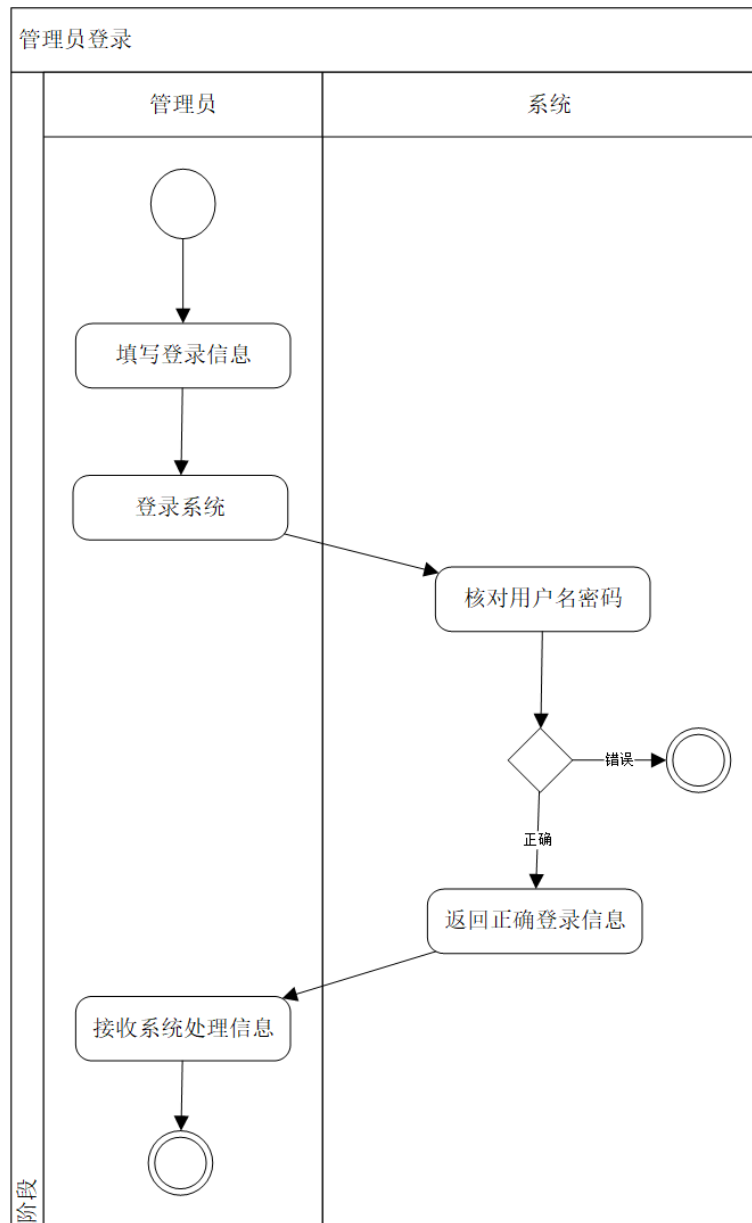 管理员登录
管理员
系统
填写登录信息
登录系统
核对用户名密码
错误
正确
返回正确登录信息
接收系统处理信息
阶段